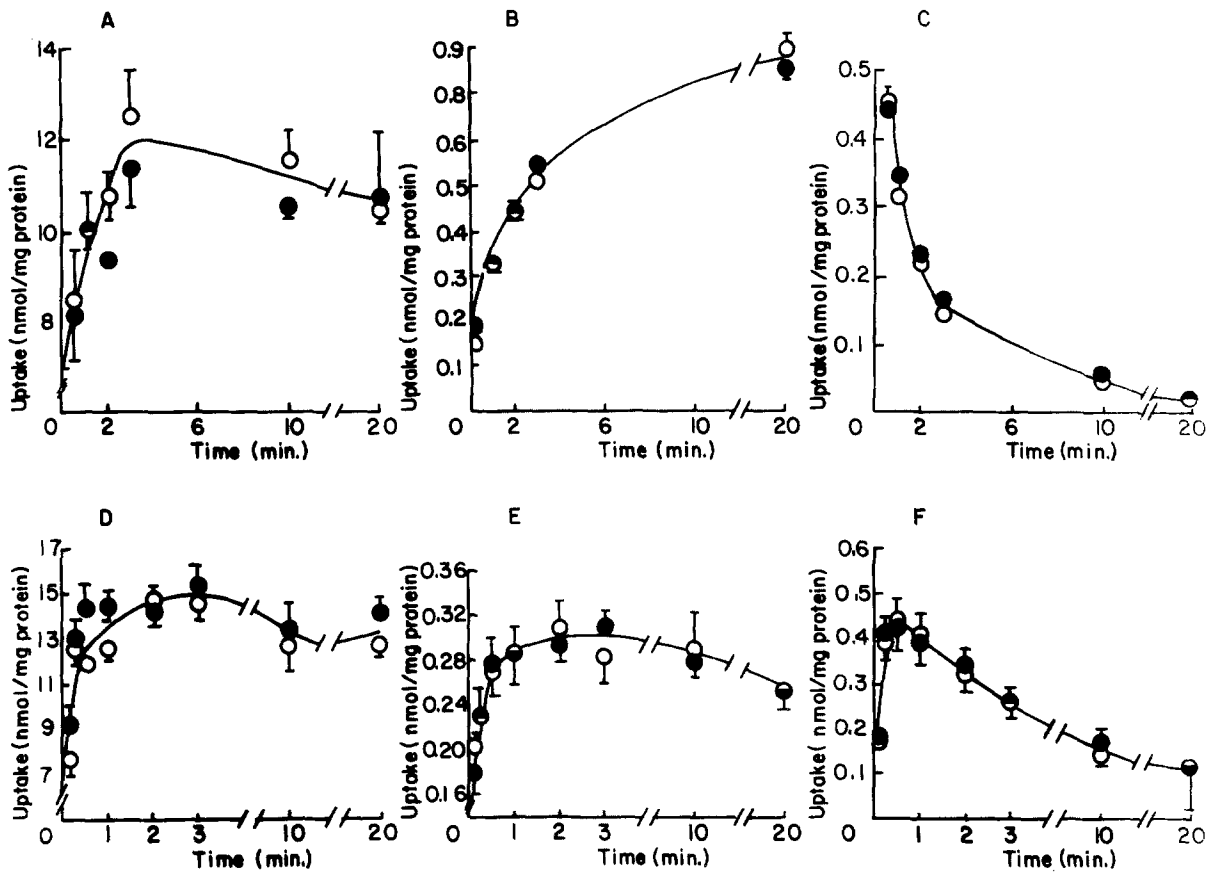 A
B
C
14
12
10
8
Uptake (nmol/mg protein)
0 2 6 10 20
Time (min.)
0.9
0.8
0.6
0.5
0.4
0.3
0.2
0.1
Uptake (nmol/mg protein)
0 2 6 10 20
Time (min.)
0.5
0.4
0.3
0.2
0.1
Uptake (nmol/mg protein)
0 2 6 10 20
Time (min.)
D
E
F
17
15
13
11
9
7
Uptake (nmol/mg protein)
0 1 2 3 10 20
Time (min.)
0.36
0.32
0.28
0.24
0.20
0.16
Uptake (nmol/mg protein)
0 1 2 3 10 20
Time (min.)
0.6
0.5
0.4
0.3
0.2
0.1
Uptake (nmol/mg protein)
0 1 2 3 10 20
Time (min.)